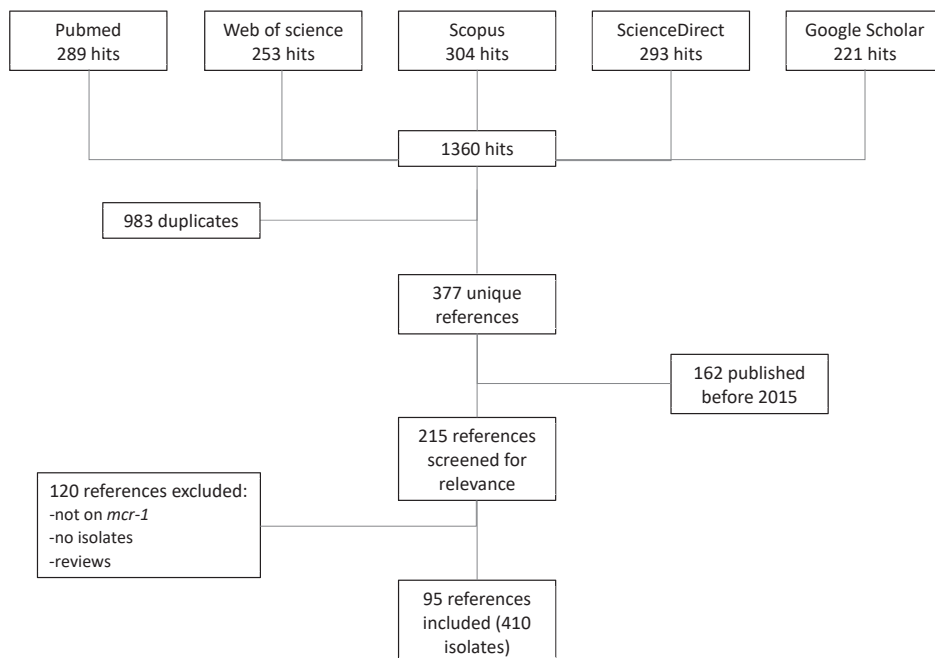 Pubmed
289 hits
Web of science
253 hits
Scopus
304 hits
ScienceDirect
293 hits
Google Scholar
221 hits
1360 hits
983 duplicates
377 unique
references
162 published
before 2015
215 references
screened for
relevance
120 references excluded:
-not on mcr-1
-no isolates
-reviews
95 references
included (410
isolates)